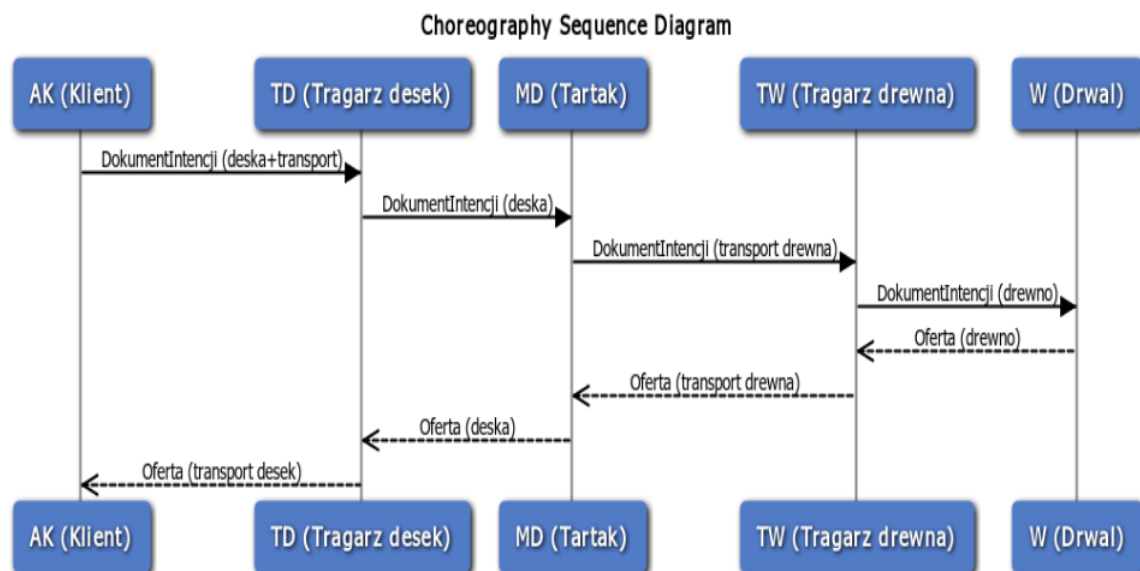 Choreography Sequence Diagram
AK (Klient)
TD (Tragarz desek)
MD (Tartak)
TW (Tragarz drewna)
W (Drwal)
DokumentIntencji (deska+transport)
DokumentIntencji (deska)
DokumentIntencji (transport drewna)
DokumentIntencji (drewno)
Oferta (drewno)
Oferta (transport drewna)
Oferta (deska)
Oferta (transport desek)
AK (Klient)
TD (Tragarz desek)
MD (Tartak)
TW (Tragarz drewna)
W (Drwal)